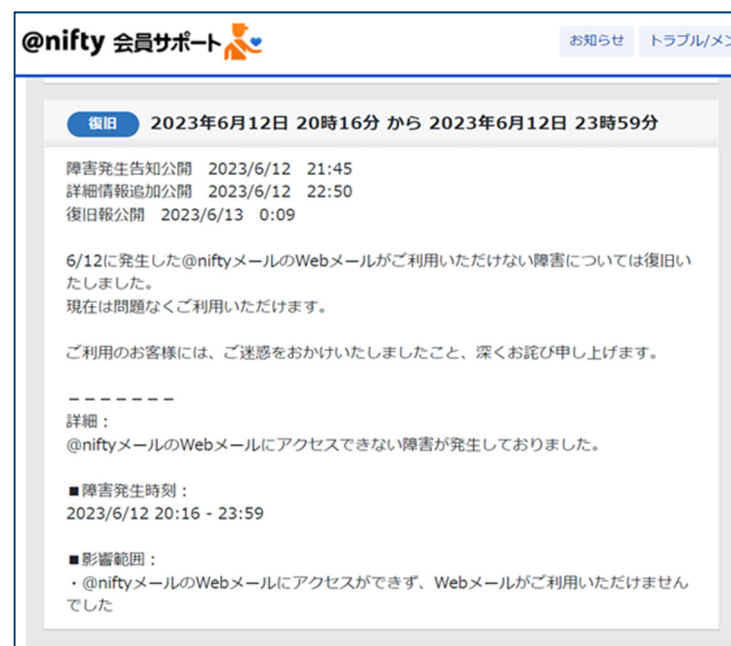 @nifty 会員サポート
お知らせ トラブル/メン
復旧 2023年6月12日 20時16分 から 2023年6月12日 23時59分
障害発生告知公開 2023/6/12 21:45
詳細情報追加公開 2023/6/12 22:50
復旧報公開 2023/6/13 0:09
6/12に発生した@niftyメールのWebメールがご利用いただけない障害については復旧い
たしました。
現在は問題なくご利用いただけます。
ご利用のお客様には、ご迷惑をおかけいたしましたこと、深くお詫び申し上げます。
－－－－－－－
詳細：
@niftyメールのWebメールにアクセスできない障害が発生しておりました。
■障害発生時刻：
2023/6/12 20:16 - 23:59
■影響範囲：
・@niftyメールのWebメールにアクセスができず、Webメールがご利用いただけません
でした